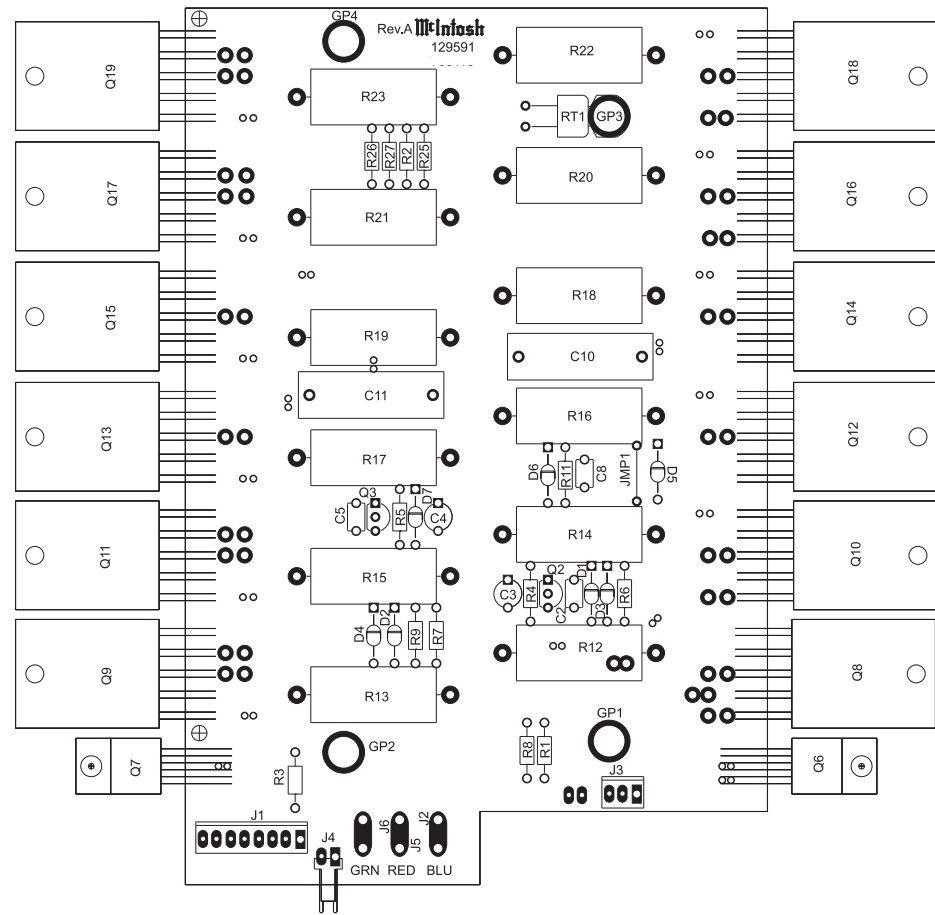 GP4
Rev.A McIntosh
129591
R22
Q19
Q18
R23
RT1
GP3
R26
R27
R2
R25
Q17
R20
Q16
R21
Q15
R18
Q14
R19
C10
C11
R16
Q13
Q12
R17
D6
R11
C8
JMP1
D5
Q3
D7
C5
R5
C4
Q11
R14
Q10
R15
D1
Q2
C3
R4
C2
D3
R6
D4
D2
R9
R7
R12
Q9
Q8
R13
GP1
GP2
R8
R1
Q7
Q6
R3
J3
J1
J4
J6
J5
J2
GRN RED BLU